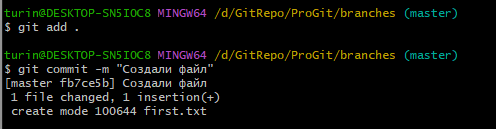 turin@DESKTOP-SN5IOC8 MINGW64 /d/GitRepo/ProGit/branches (master)
$ git add .
turin@DESKTOP-SN5IOC8 MINGW64 /d/GitRepo/ProGit/branches (master)
$ git commit -m "Создали файл"
[master fb7ce5b] Создали файл
 1 file changed, 1 insertion(+)
 create mode 100644 first.txt